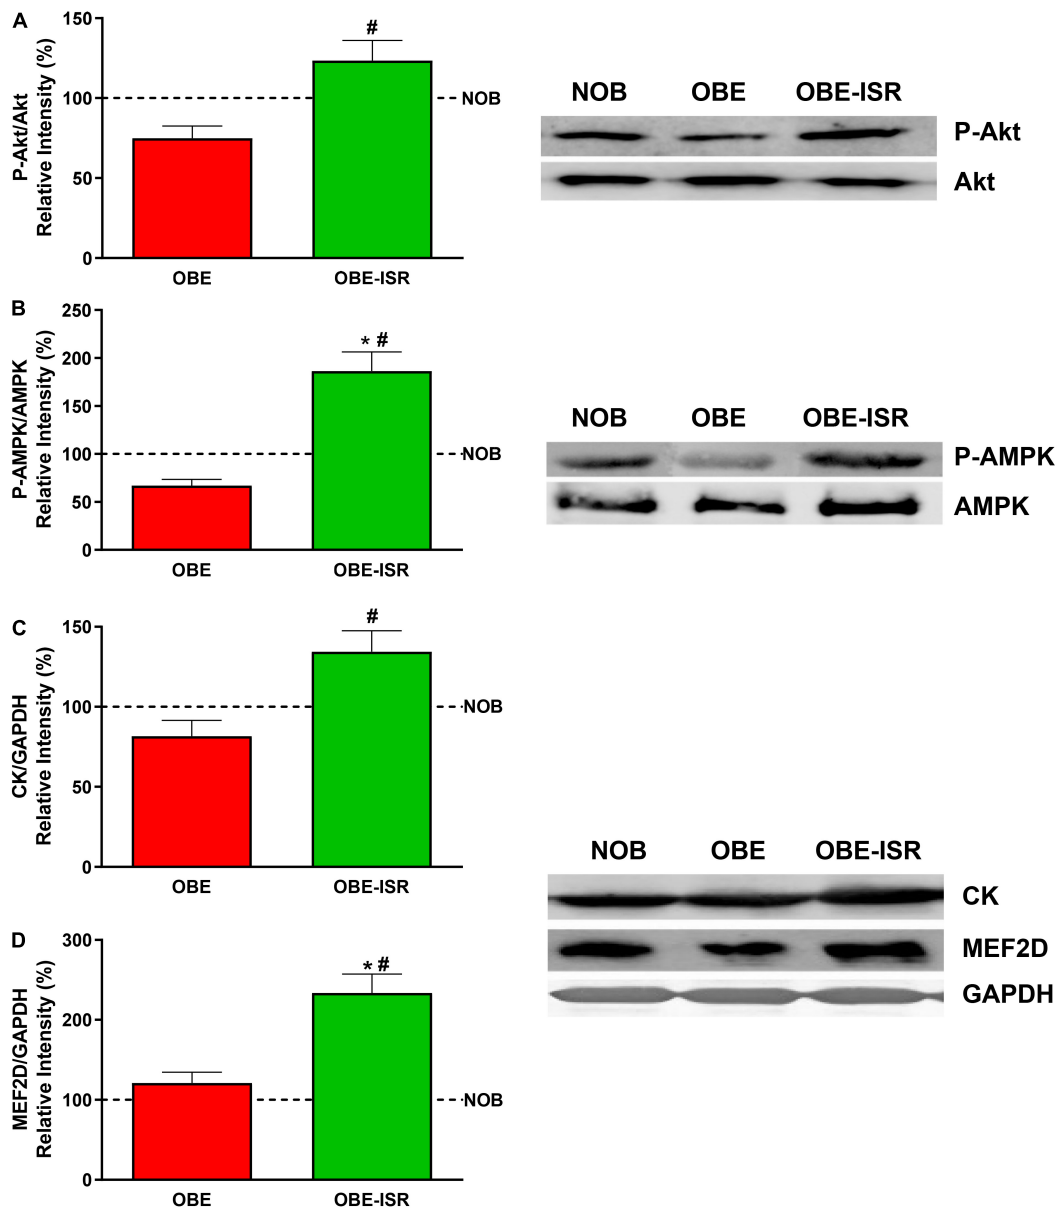 A
P-Akt/Akt
Relative Intensity (%)
150
100
50
0
#
NOB
OBE
OBE-ISR
NOB OBE OBE-ISR
P-Akt
Akt
B
P-AMPK/AMPK
Relative Intensity (%)
250
200
150
100
50
0
* #
NOB
OBE
OBE-ISR
NOB OBE OBE-ISR
P-AMPK
AMPK
C
CK/GAPDH
Relative Intensity (%)
150
100
50
0
#
NOB
OBE
OBE-ISR
D
MEF2D/GAPDH
Relative Intensity (%)
300
200
100
0
* #
NOB
OBE
OBE-ISR
NOB OBE OBE-ISR
CK
MEF2D
GAPDH